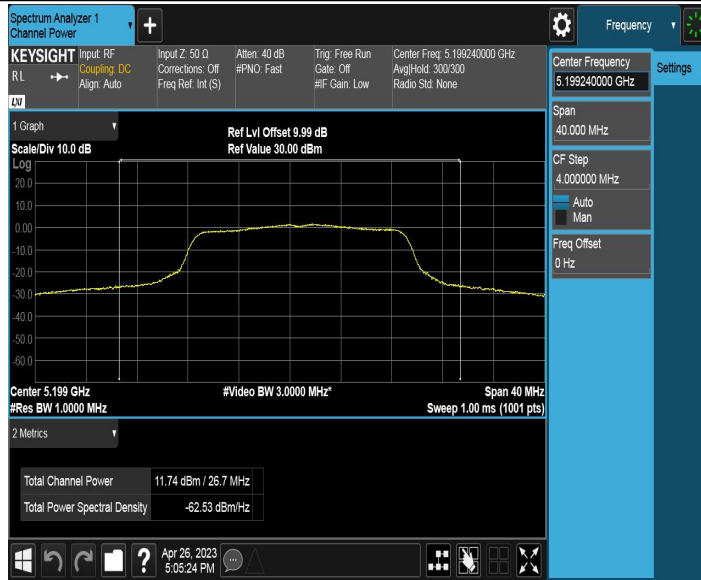 Spectrum Analyzer 1
Channel Power
Frequency
KEYSIGHT
R L
LXI
Input: RF
Coupling: DC
Align: Auto
Input Z: 50 Ω
Corrections: Off
Freq Ref: Int (S)
Atten: 40 dB
#PNO: Fast
Trig: Free Run
Gate: Off
#IF Gain: Low
Center Freq: 5.199240000 GHz
Avg|Hold: 300/300
Radio Std: None
Center Frequency
5.199240000 GHz
Settings
Span
40.000 MHz
CF Step
4.000000 MHz
Auto
Man
Freq Offset
0 Hz
1 Graph
Ref Lvl Offset 9.99 dB
Scale/Div 10.0 dB
Ref Value 30.00 dBm
Log
20.0
10.0
0.00
-10.0
-20.0
-30.0
-40.0
-50.0
-60.0
Center 5.199 GHz
#Video BW 3.0000 MHz*
Span 40 MHz
#Res BW 1.0000 MHz
Sweep 1.00 ms (1001 pts)
2 Metrics
Total Channel Power 11.74 dBm / 26.7 MHz
Total Power Spectral Density -62.53 dBm/Hz
?
Apr 26, 2023
5:05:24 PM